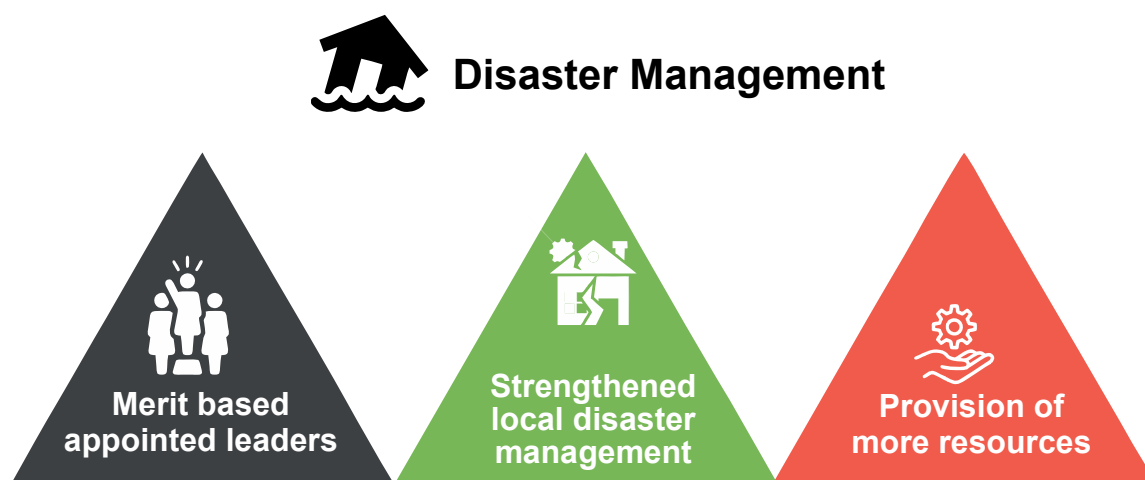 Disaster Management
Merit based
appointed leaders
Strengthened
local disaster
management
Provision of
more resources